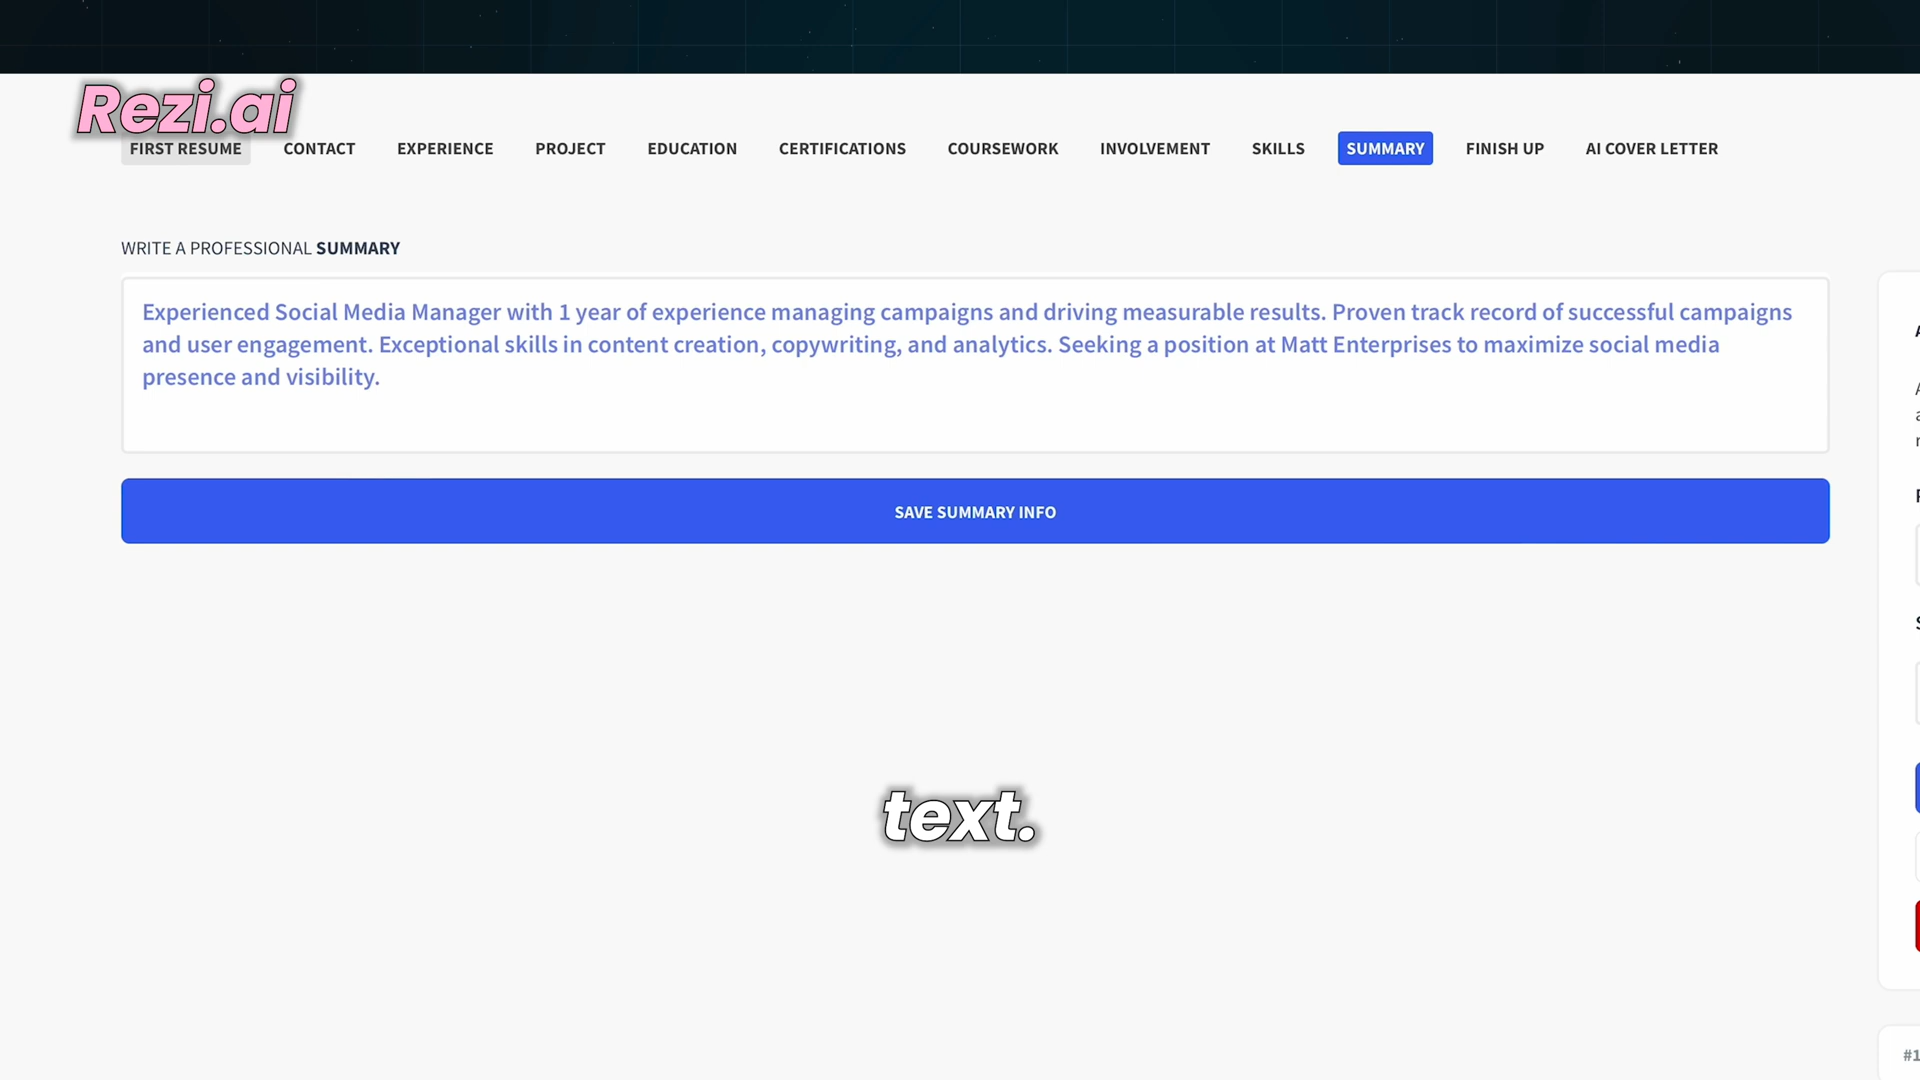 Rezi.ai
FIRST RESUME CONTACT EXPERIENCE PROJECT EDUCATION CERTIFICATIONS COURSEWORK INVOLVEMENT SKILLS SUMMARY FINISH UP AI COVER LETTER
WRITE A PROFESSIONAL SUMMARY
Experienced Social Media Manager with 1 year of experience managing campaigns and driving measurable results. Proven track record of successful campaigns
and user engagement. Exceptional skills in content creation, copywriting, and analytics. Seeking a position at Matt Enterprises to maximize social media
presence and visibility.
SAVE SUMMARY INFO
text.
#1